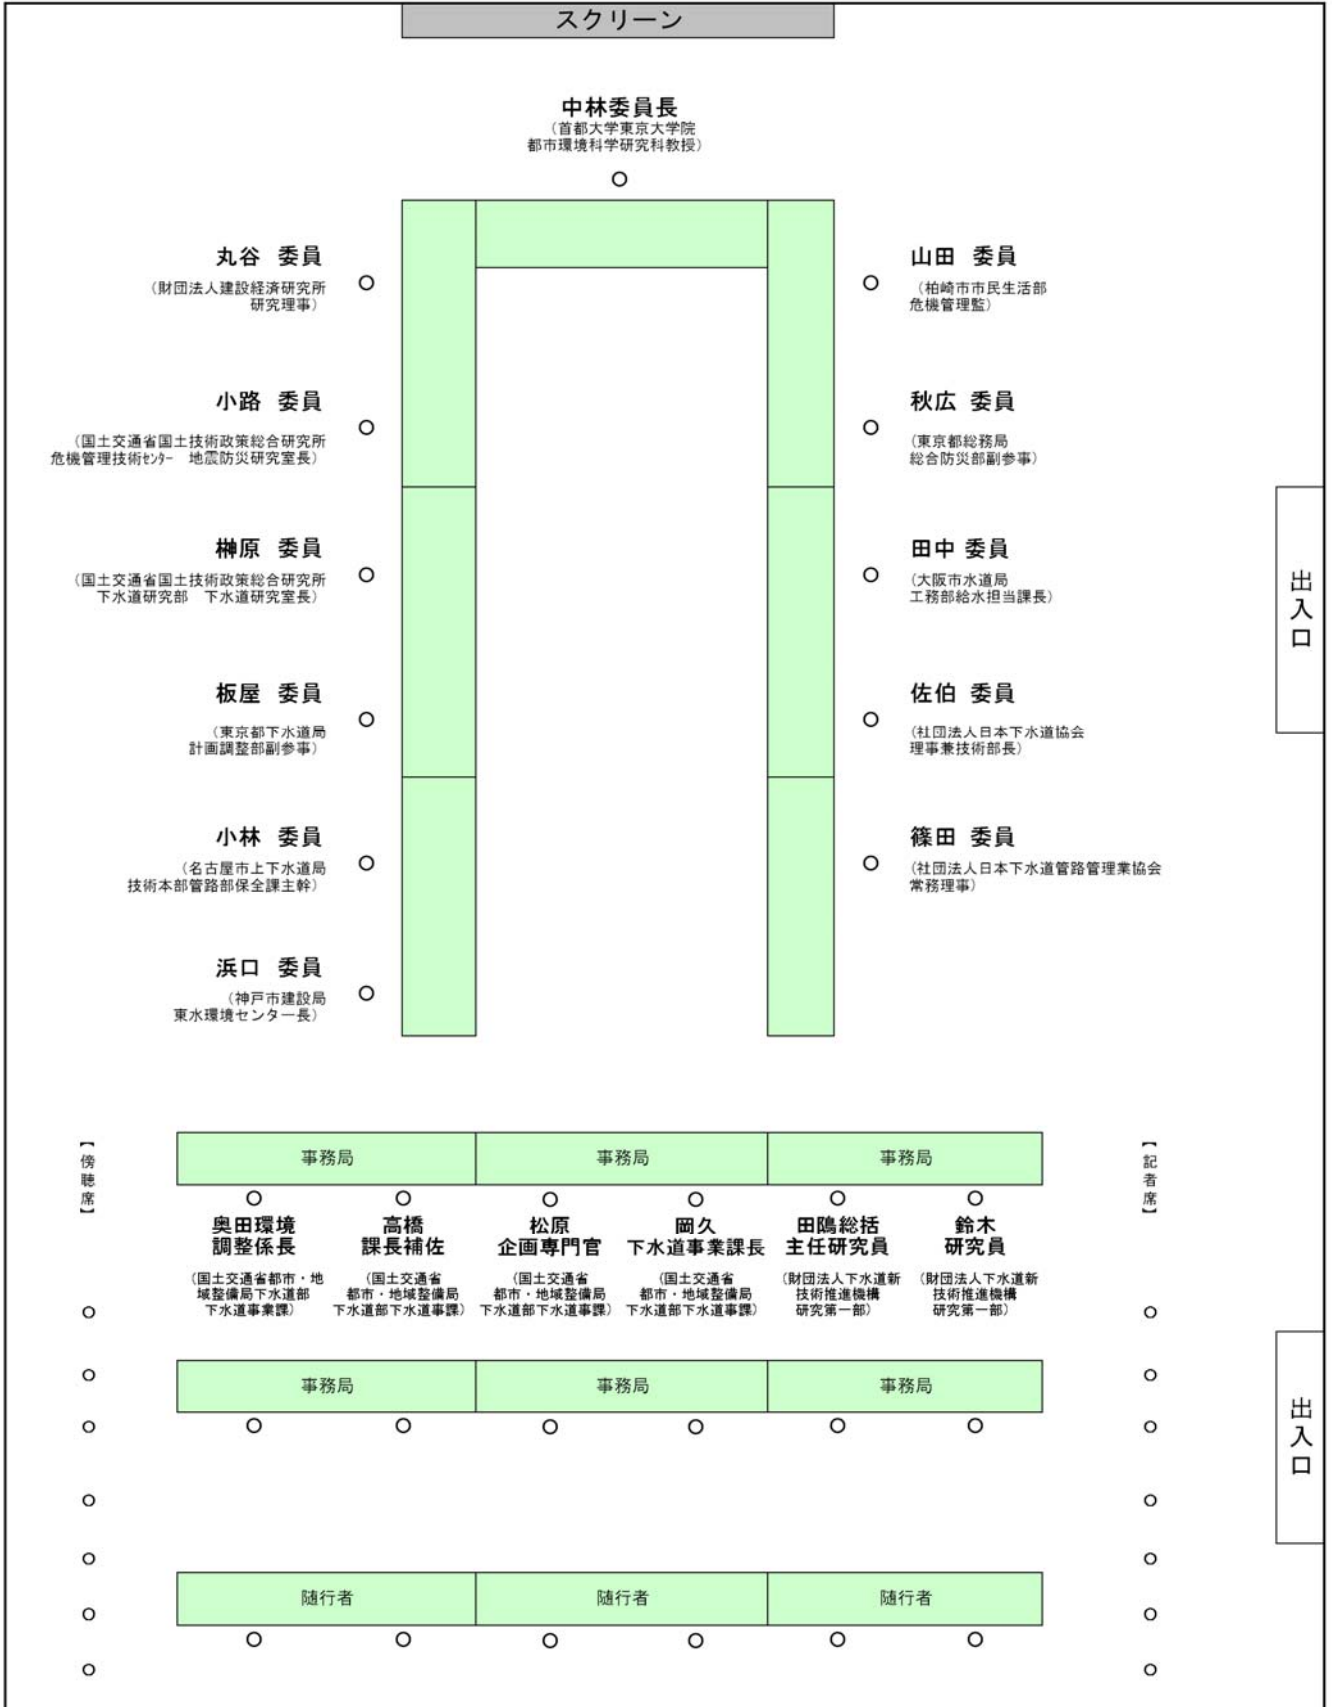 スクリーン
中林委員長
（首都大学東京大学院
都市環境科学研究科教授）
丸谷 委員
（財団法人建設経済研究所
研究理事）
山田 委員
（柏崎市市民生活部
危機管理監）
小路 委員
（国土交通省国土技術政策総合研究所
危機管理技術ｾﾝﾀｰ 地震防災研究室長）
秋広 委員
（東京都総務局
総合防災部副参事）
榊原 委員
（国土交通省国土技術政策総合研究所
下水道研究部 下水道研究室長）
田中 委員
（大阪市水道局
工務部給水担当課長）
出入口
板屋 委員
（東京都下水道局
計画調整部副参事）
佐伯 委員
（社団法人日本下水道協会
理事兼技術部長）
小林 委員
（名古屋市上下水道局
技術本部管路部保全課主幹）
篠田 委員
（社団法人日本下水道管路管理業協会
常務理事）
浜口 委員
（神戸市建設局
東水環境センター長）
【傍聴席】
事務局
事務局
事務局
【記者席】
奥田環境
調整係長
（国土交通省都市・地
域整備局下水道部
下水道事業課）
高橋
課長補佐
（国土交通省
都市・地域整備局
下水道部下水道事課）
松原
企画専門官
（国土交通省
都市・地域整備局
下水道部下水道事課）
岡久
下水道事業課長
（国土交通省
都市・地域整備局
下水道部下水道事課）
田隝総括
主任研究員
（財団法人下水道新
技術推進機構
研究第一部）
鈴木
研究員
（財団法人下水道新
技術推進機構
研究第一部）
事務局
事務局
事務局
出入口
随行者
随行者
随行者